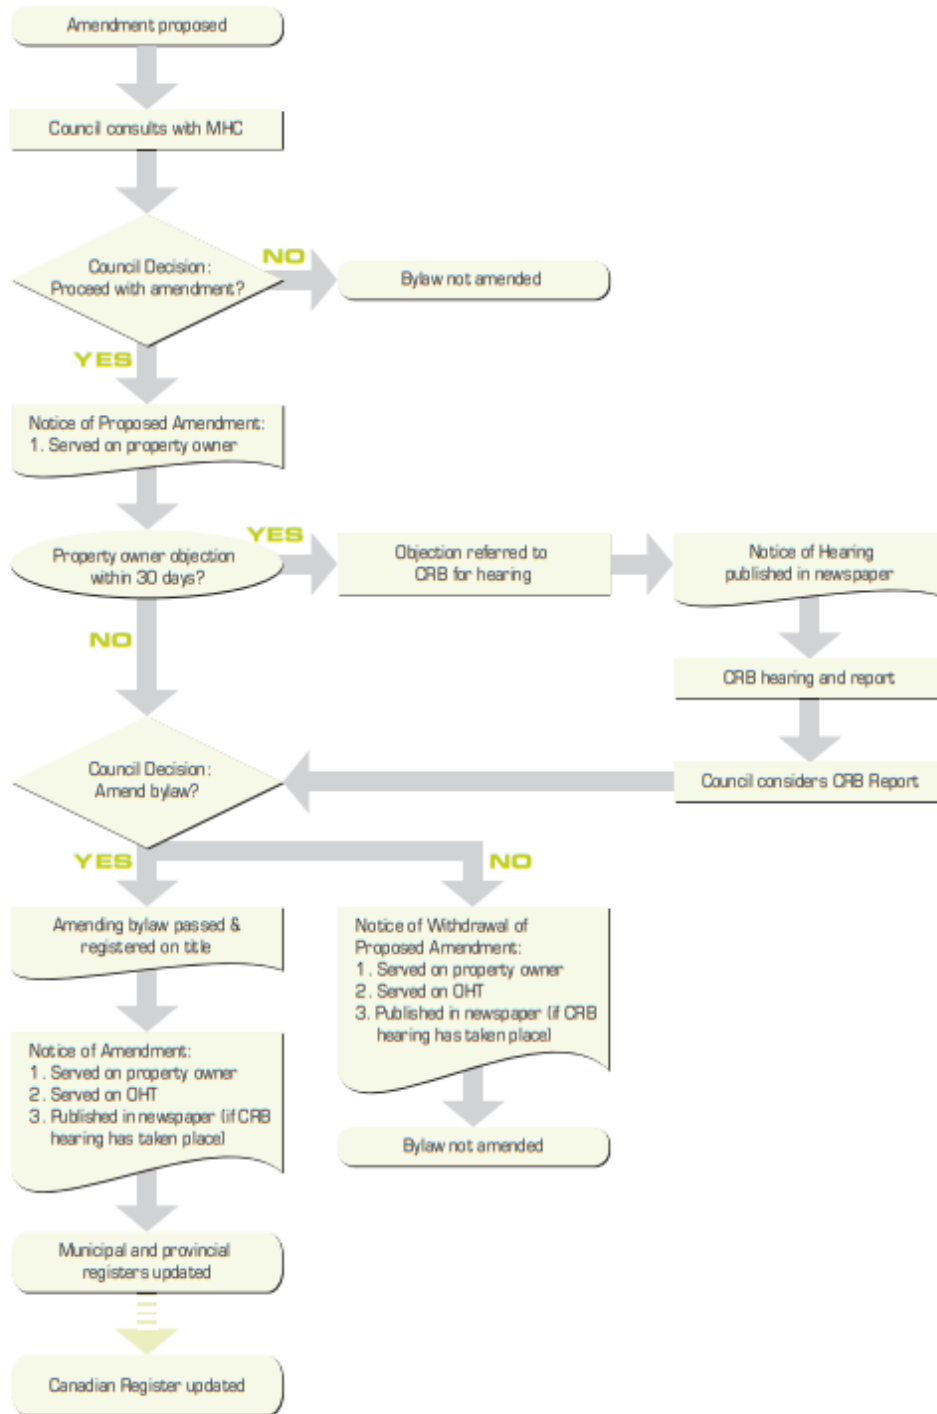 Amendment proposed
Council consults with MHC
Council Decision:
Proceed with amendment?
NO
Bylaw not amended
YES
Notice of Proposed Amendment:
1. Served on property owner
Property owner objection
within 30 days?
YES
Objection referred to
CRB for hearing
Notice of Hearing
published in newspaper
NO
CRB hearing and report
Council considers CRB Report
Council Decision:
Amend bylaw?
YES
NO
Amending bylaw passed &
registered on title
Notice of Withdrawal of
Proposed Amendment:
1. Served on property owner
2. Served on OHT
3. Published in newspaper (if CRB
hearing has taken place)
Notice of Amendment:
1. Served on property owner
2. Served on OHT
3. Published in newspaper (if CRB
hearing has taken place)
Bylaw not amended
Municipal and provincial
registers updated
Canadian Register updated